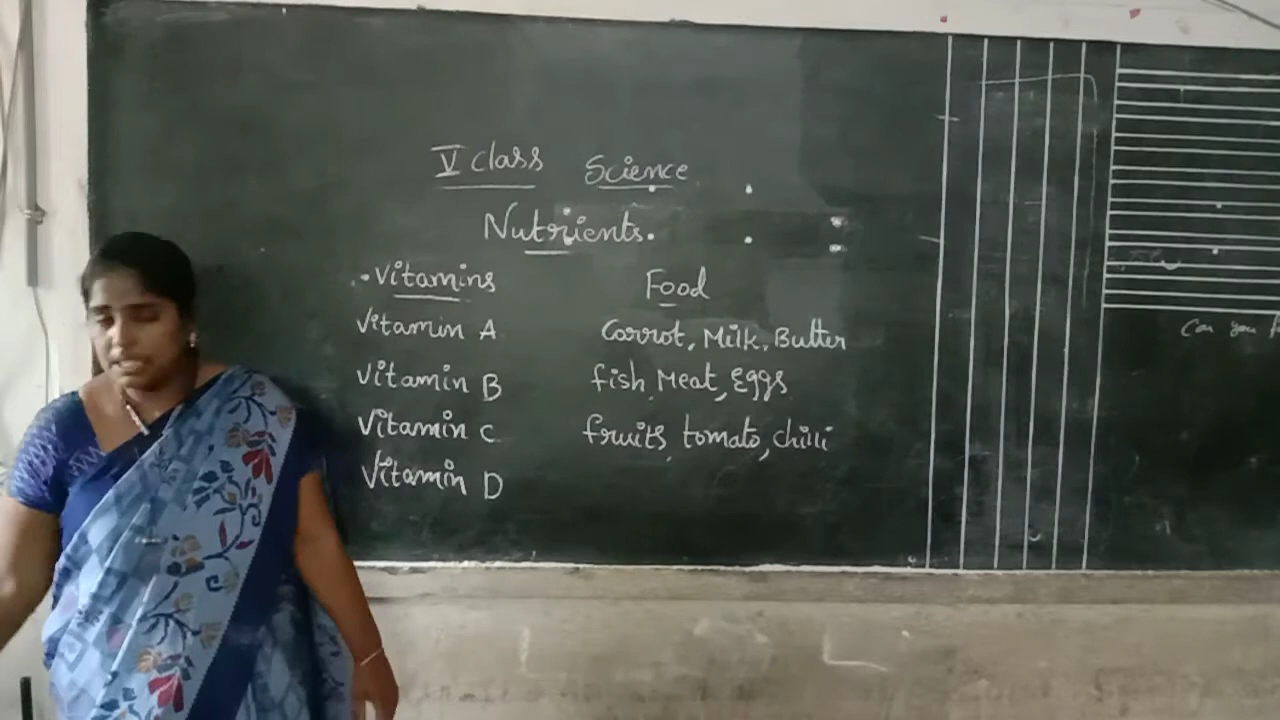 V class Science
Nutrients.
Vitamins Food
Vitamin A Carrot, Milk, Butter
Vitamin B fish, Meat, Eggs
Vitamin C fruits, tomato, chilli
Vitamin D
Can you